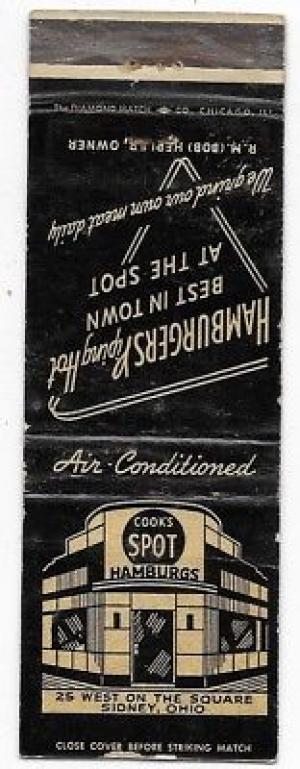 The DIAMOND MATCH CO. CHICAGO, ILL
HAMBURGERS Piping Hot
BEST IN TOWN
AT THE SPOT
We grind our own meat daily
R.M. (BOB) OWNER
Air-Conditioned
COOK'S
SPOT
HAMBURGS
25 WEST ON THE SQUARE
SIDNEY, OHIO
CLOSE COVER BEFORE STRIKING MATCH